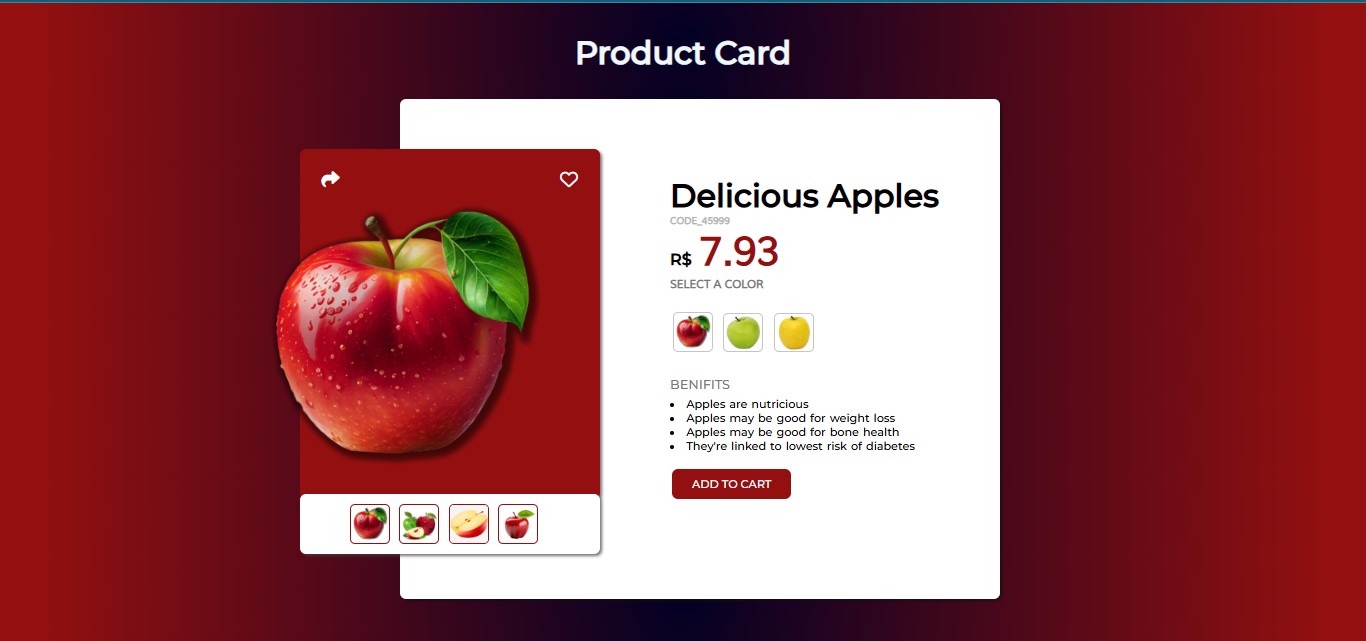 Product Card
Delicious Apples
CODE_45999
R$ 7.93
SELECT A COLOR
BENIFITS
Apples are nutricious
Apples may be good for weight loss
Apples may be good for bone health
They're linked to lowest risk of diabetes
ADD TO CART